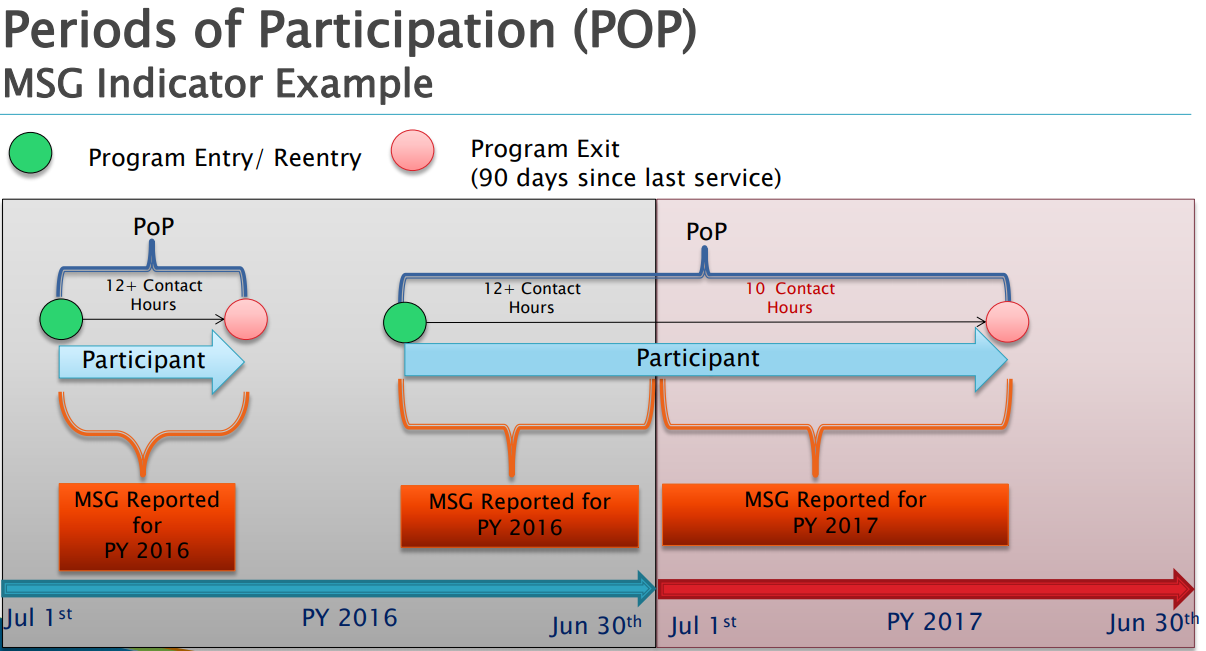 Periods of Participation (POP)
MSG Indicator Example
Program Entry/ Reentry
Program Exit
(90 days since last service)
PoP
12+ Contact
Hours
Participant
MSG Reported
for
PY 2016
PoP
12+ Contact
Hours
10 Contact
Hours
Participant
MSG Reported for
PY 2016
MSG Reported for
PY 2017
Jul 1st
PY 2016
Jun 30th
Jul 1st
PY 2017
Jun 30th